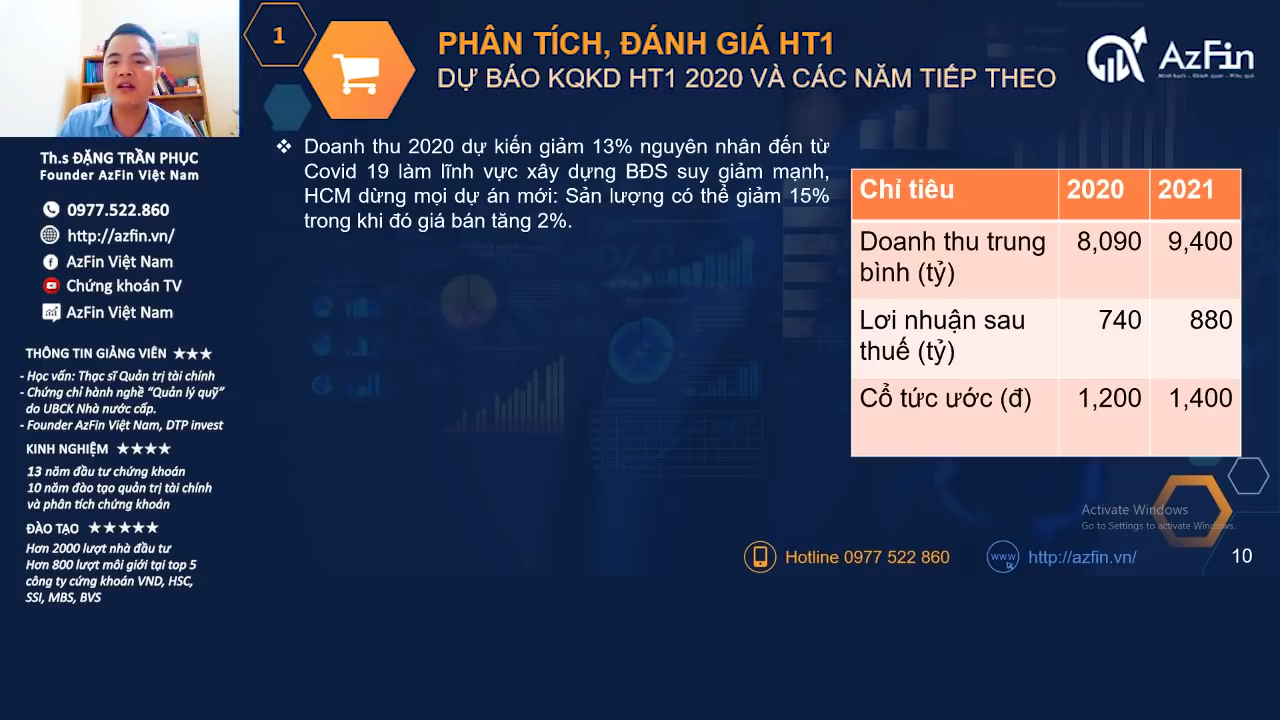 1
PHÂN TÍCH, ĐÁNH GIÁ HT1
DỰ BÁO KQKD HT1 2020 VÀ CÁC NĂM TIẾP THEO
AzFin
Minh bạch - Khách quan - Hiệu quả
Th.s ĐẶNG TRẦN PHỤC
Founder AzFin Việt Nam
0977.522.860
http://azfin.vn/
AzFin Việt Nam
Chứng khoán TV
AzFin Việt Nam
THÔNG TIN GIẢNG VIÊN ★★★
- Học vấn: Thạc sĩ Quản trị tài chính
- Chứng chỉ hành nghề “Quản lý quỹ”
do UBCK Nhà nước cấp.
- Founder AzFin Việt Nam, DTP invest
KINH NGHIỆM ★★★★
13 năm đầu tư chứng khoán
10 năm đào tạo quản trị tài chính
và phân tích chứng khoán
ĐÀO TẠO ★★★★★
Hơn 2000 lượt nhà đầu tư
Hơn 800 lượt môi giới tại top 5
công ty cứng khoán VND, HSC,
SSI, MBS, BVS
❖ Doanh thu 2020 dự kiến giảm 13% nguyên nhân đến từ
Covid 19 làm lĩnh vực xây dựng BĐS suy giảm mạnh,
HCM dừng mọi dự án mới: Sản lượng có thể giảm 15%
trong khi đó giá bán tăng 2%.
Chỉ tiêu 2020 2021
Doanh thu trung 8,090 9,400
bình (tỷ)
Lơi nhuận sau 740 880
thuế (tỷ)
Cổ tức ước (đ) 1,200 1,400
Activate Windows
Go to Settings to activate Windows.
Hotline 0977 522 860
www
http://azfin.vn/
10